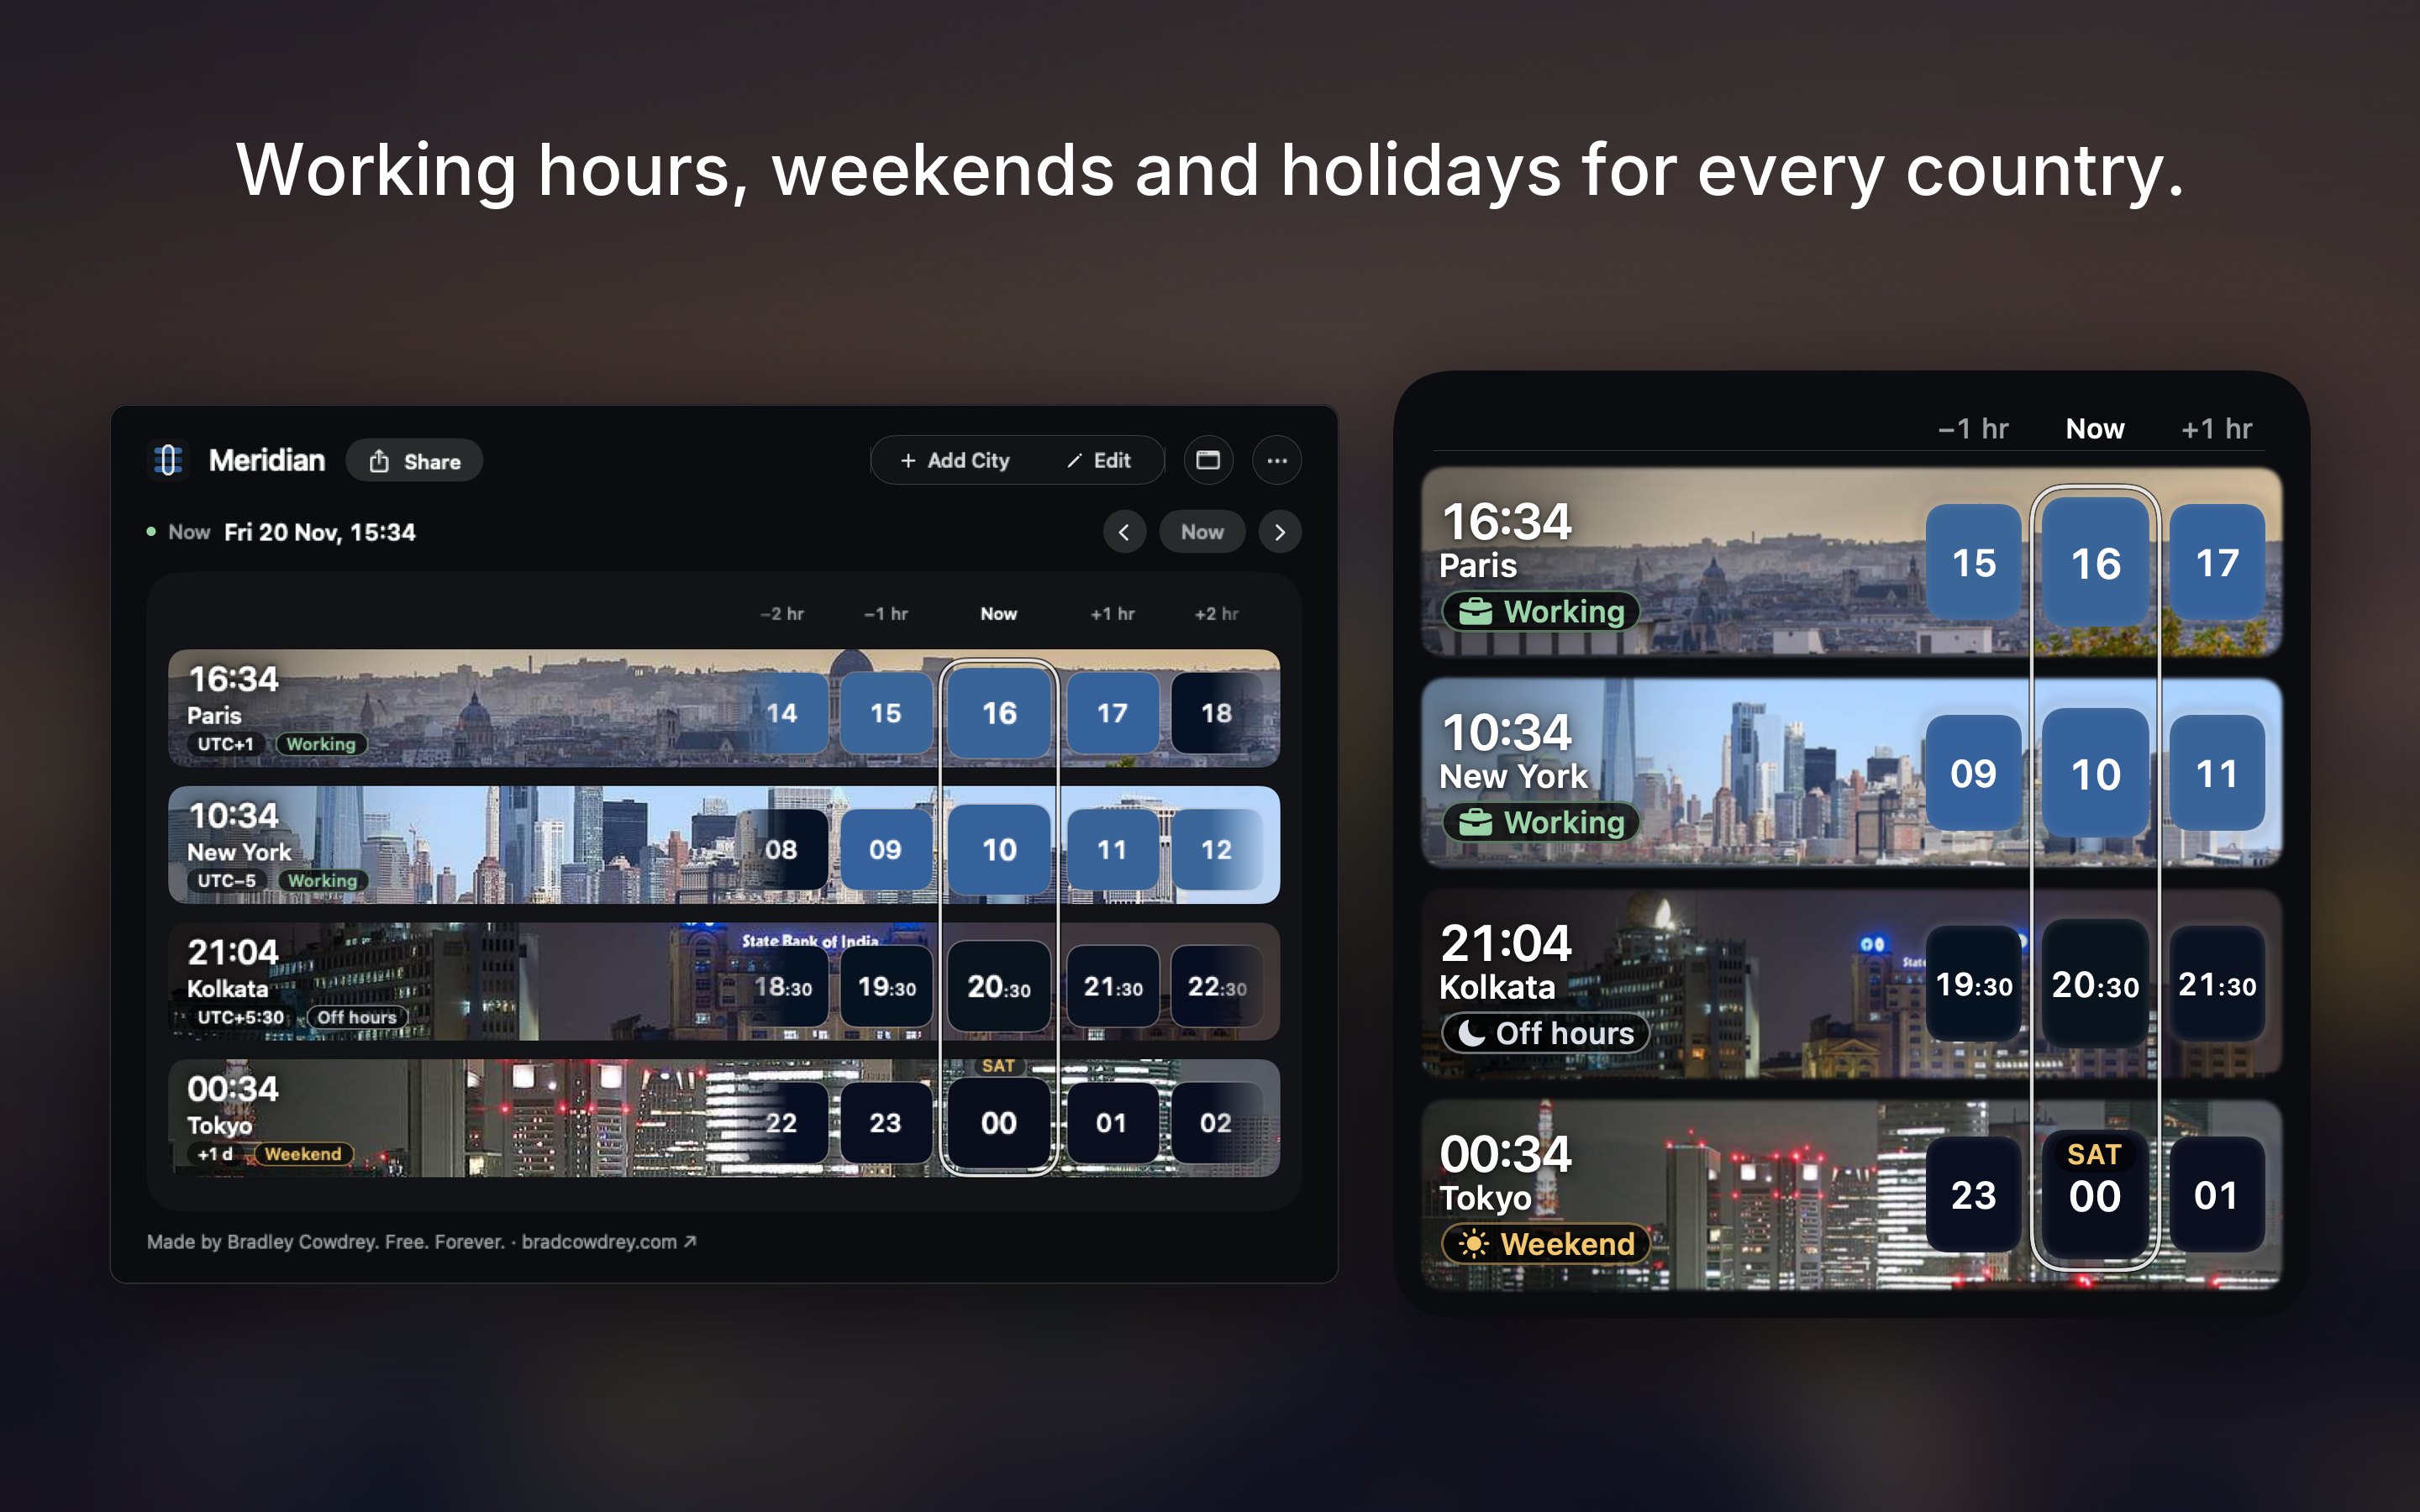 Working hours, weekends and holidays for every country.
Meridian
Share
+ Add City
Edit
Now Fri 20 Nov, 15:34
Now
−2 hr −1 hr Now +1 hr +2 hr
16:34
Paris
UTC+1 Working
14 15 16 17 18
10:34
New York
UTC−5 Working
08 09 10 11 12
State Bank of India
21:04
Kolkata
UTC+5:30 Off hours
18:30 19:30 20:30 21:30 22:30
SAT
00:34
Tokyo
+1 d Weekend
22 23 00 01 02
Made by Bradley Cowdrey. Free. Forever. · bradcowdrey.com ↗
−1 hr Now +1 hr
16:34
Paris
Working
15 16 17
10:34
New York
Working
09 10 11
21:04
Kolkata
Off hours
State
19:30 20:30 21:30
00:34
Tokyo
Weekend
SAT
23 00 01